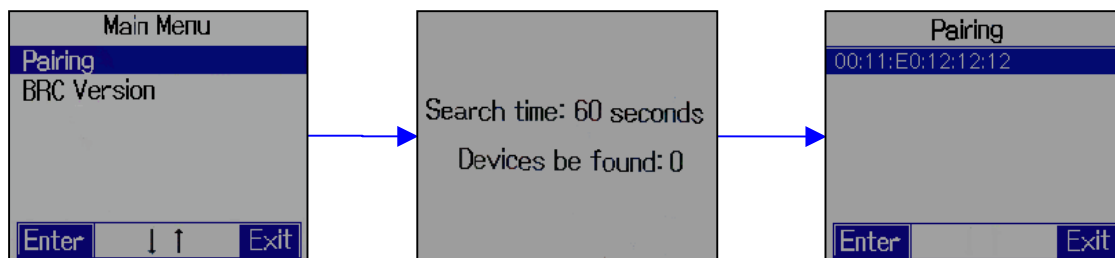 Main Menu
Pairing
BRC Version
Enter ↓ ↑ Exit
Search time: 60 seconds
Devices be found: 0
Pairing
00:11:E0:12:12:12
Enter Exit